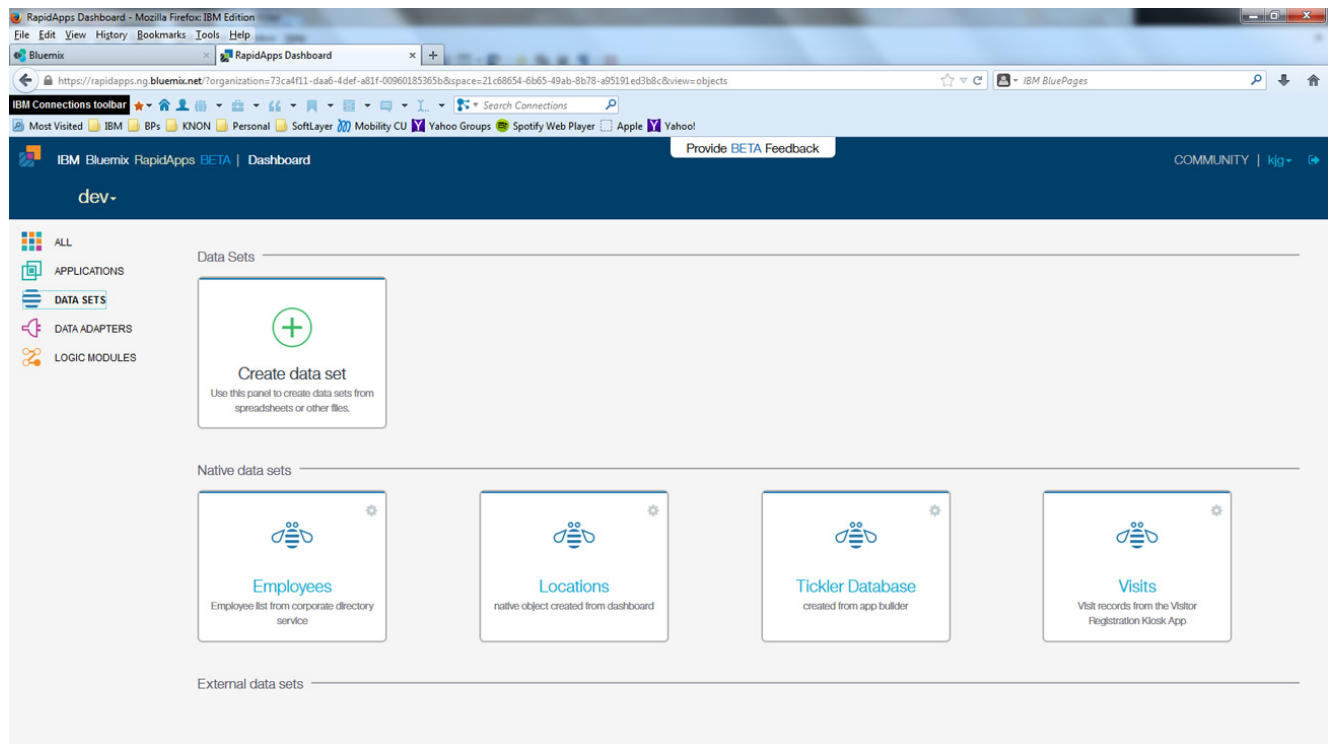 RapidApps Dashboard - Mozilla Firefox: IBM Edition
File Edit View History Bookmarks Tools Help
Bluemix × RapidApps Dashboard × +
https://rapidapps.ng.bluemix.net/?organization=73ca4f11-daa6-4def-a81f-00960185365b&space=21c68654-6b65-49ab-8b78-a95191ed3b8c&view=objects IBM BluePages
IBM Connections toolbar Search Connections
Most Visited IBM BPs KNON Personal SoftLayer Mobility CU Yahoo Groups Spotify Web Player Apple Yahoo!
Provide BETA Feedback
IBM Bluemix RapidApps BETA | Dashboard COMMUNITY | kjg
dev
ALL
APPLICATIONS
DATA SETS
DATA ADAPTERS
LOGIC MODULES
Data Sets
Create data set
Use this panel to create data sets from
spreadsheets or other files.
Native data sets
Employees
Employee list from corporate directory
service
Locations
native object created from dashboard
Tickler Database
created from app builder
Visits
Visit records from the Visitor
Registration Kiosk App
External data sets